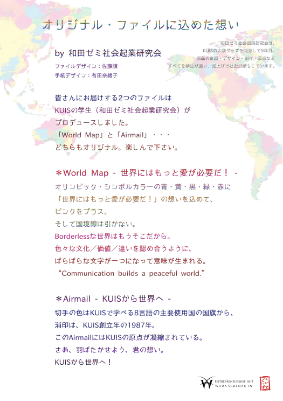 オリジナル・ファイルに込めた想い
by 和田ゼミ社会起業研究会
ファイルデザイン：佐藤慎
手紙デザイン：有田奈緒子
皆さんにお届けする2つのファイルは
KUISの学生（和田ゼミ社会起業研究会）が
プロデュースしました。
「World Map」と「Airmail」・・・
どちらもオリジナル。楽しんで下さい。
＊World Map - 世界にはもっと愛が必要だ！ -
オリンピック・シンボルカラーの青・黄・黒・緑・赤に
「世界にはもっと愛が必要だ！」の想いを込めて、
ピンクをプラス。
そして国境線は引かない。
Borderlessな世界はもうそこだから。
色々な文化／価値／違いを認め合うように、
ばらばらな文字が一つになって意味が生まれる。
“Communication builds a peaceful world.”
＊Airmail - KUISから世界へ -
切手の色はKUISで学べる8言語の主要使用国の国旗から、
消印は、KUIS創立年の1987年。
このAirmailにはKUISの原点が凝縮されている。
さあ、羽ばたかせよう、君の想い。
KUISから世界へ！